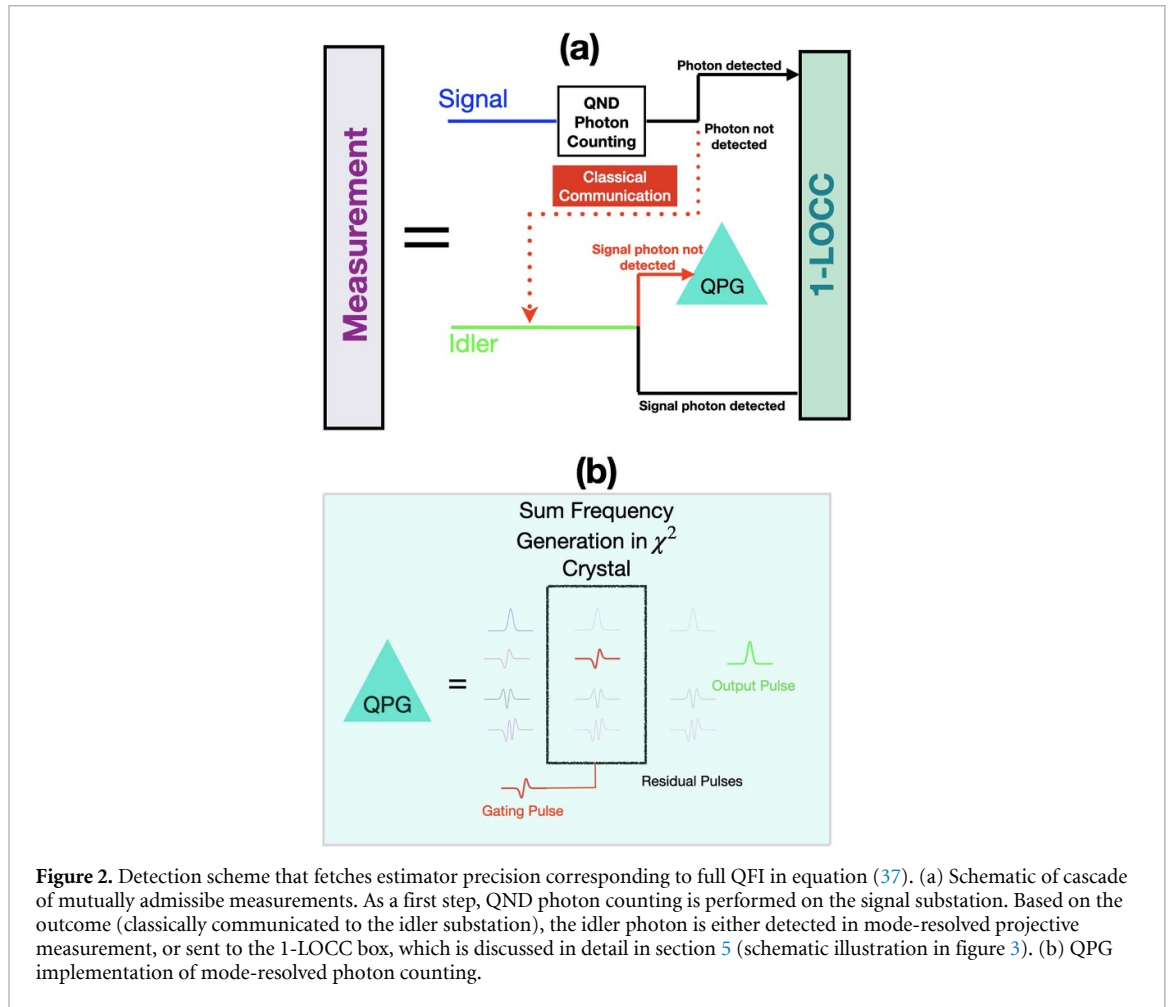 (a)
Measurement
=
Signal
QND
Photon
Counting
Photon detected
Photon not
detected
Classical
Communication
Signal photon not
detected
QPG
Idler
Signal photon detected
1-LOCC
(b)
Sum Frequency
Generation in χ²
Crystal
QPG
=
Output Pulse
Residual Pulses
Gating Pulse
Figure 2. Detection scheme that fetches estimator precision corresponding to full QFI in equation (37). (a) Schematic of cascade
of mutually admissibe measurements. As a first step, QND photon counting is performed on the signal substation. Based on the
outcome (classically communicated to the idler substation), the idler photon is either detected in mode-resolved projective
measurement, or sent to the 1-LOCC box, which is discussed in detail in section 5 (schematic illustration in figure 3). (b) QPG
implementation of mode-resolved photon counting.